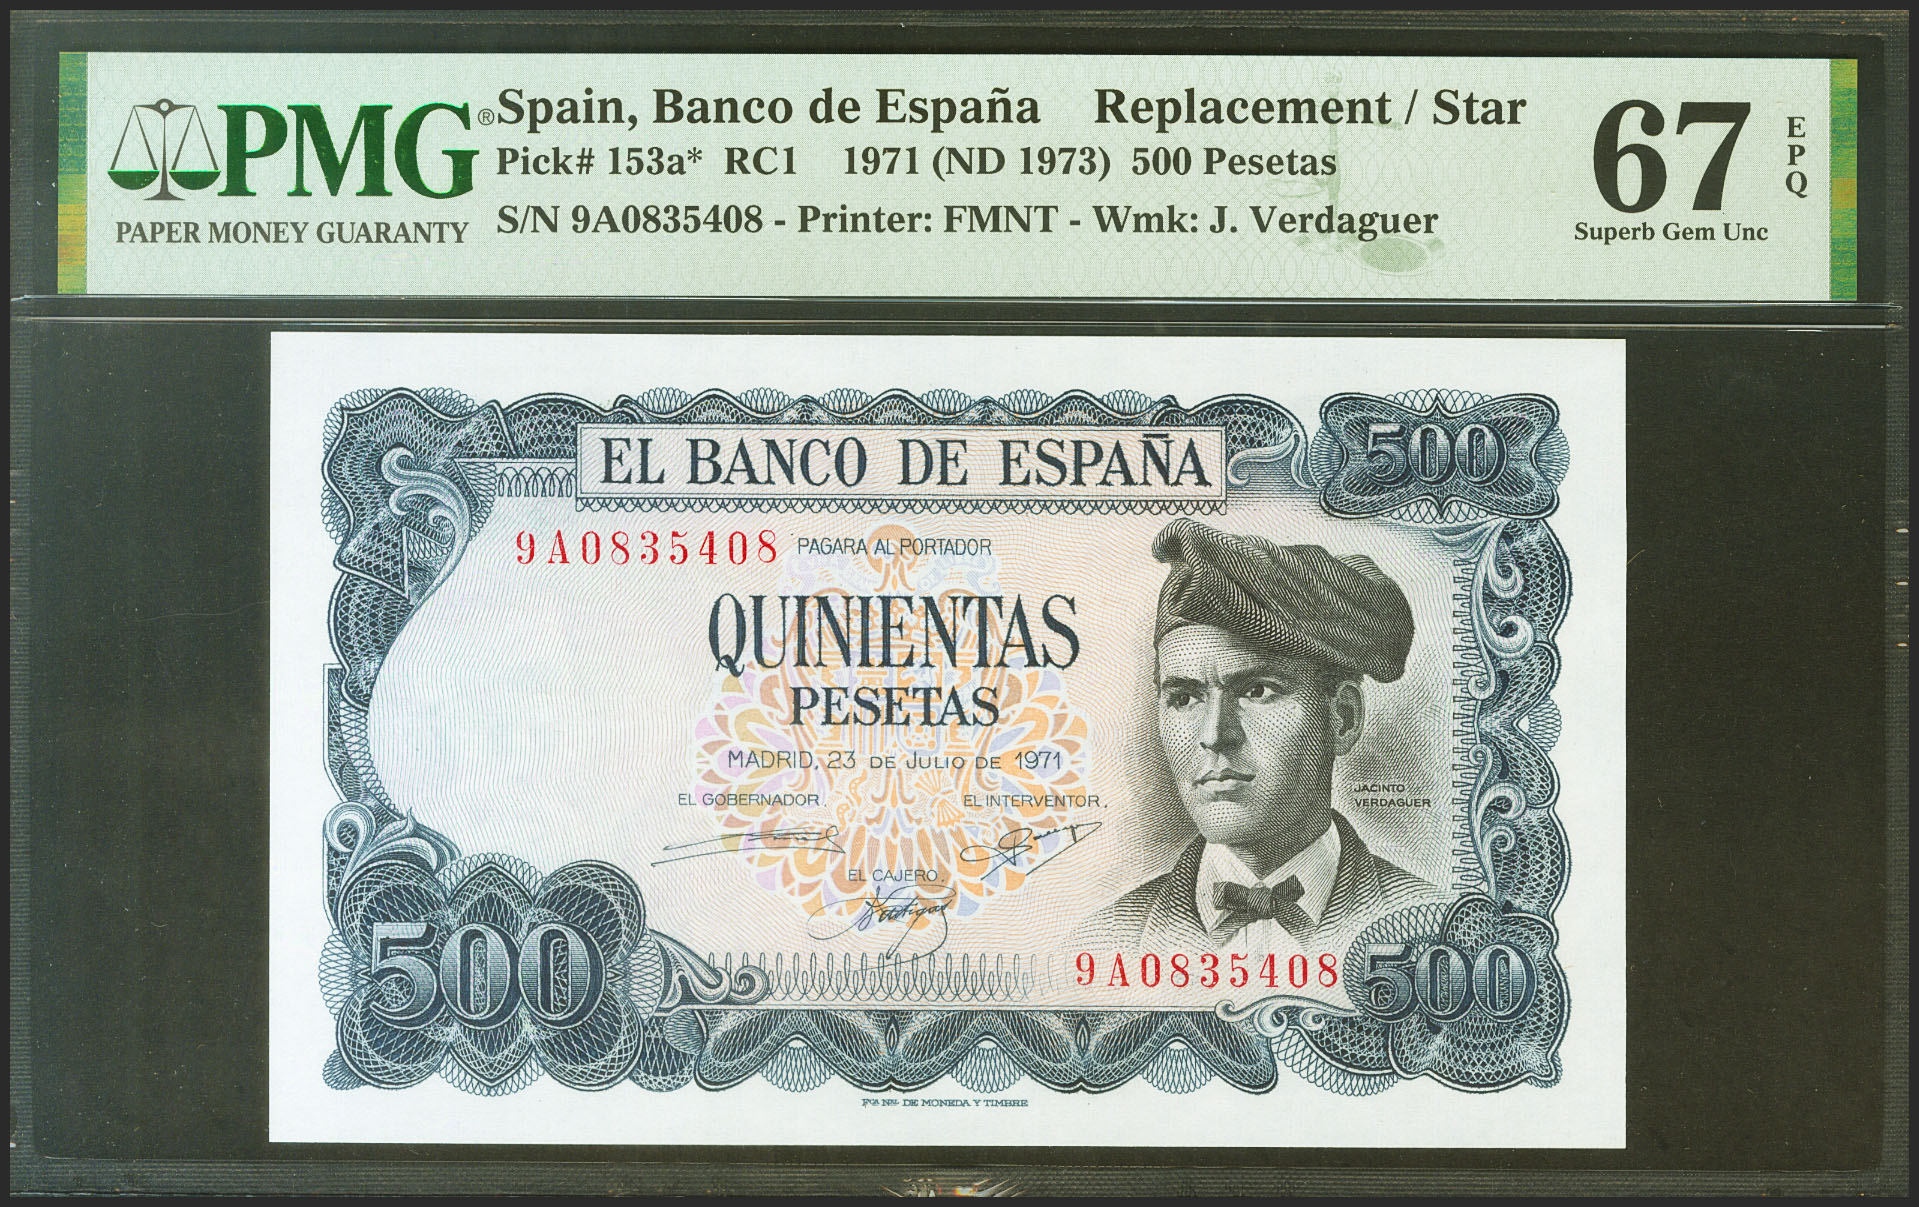 PMG®
PAPER MONEY GUARANTY
Spain, Banco de España Replacement / Star
Pick# 153a* RC1 1971 (ND 1973) 500 Pesetas
S/N 9A0835408 - Printer: FMNT - Wmk: J. Verdaguer
67
EPQ
Superb Gem Unc
EL BANCO DE ESPAÑA
500
9A0835408 PAGARA AL PORTADOR
QUINIENTAS
PESETAS
MADRID, 23 DE JULIO DE 1971
EL GOBERNADOR, EL INTERVENTOR,
JACINTO
VERDAGUER
EL CAJERO,
500
9A0835408
500
Fca. Nal. DE MONEDA Y TIMBRE